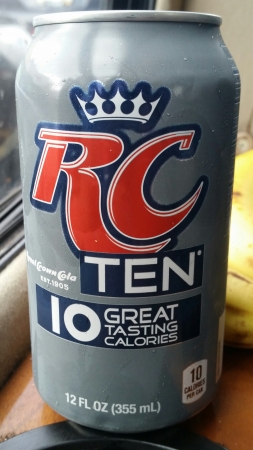 RC
TEN
Crown Cola
EST. 1905
10 GREAT
TASTING
CALORIES
10
CALORIES
PER CAN
12 FL OZ (355 mL)